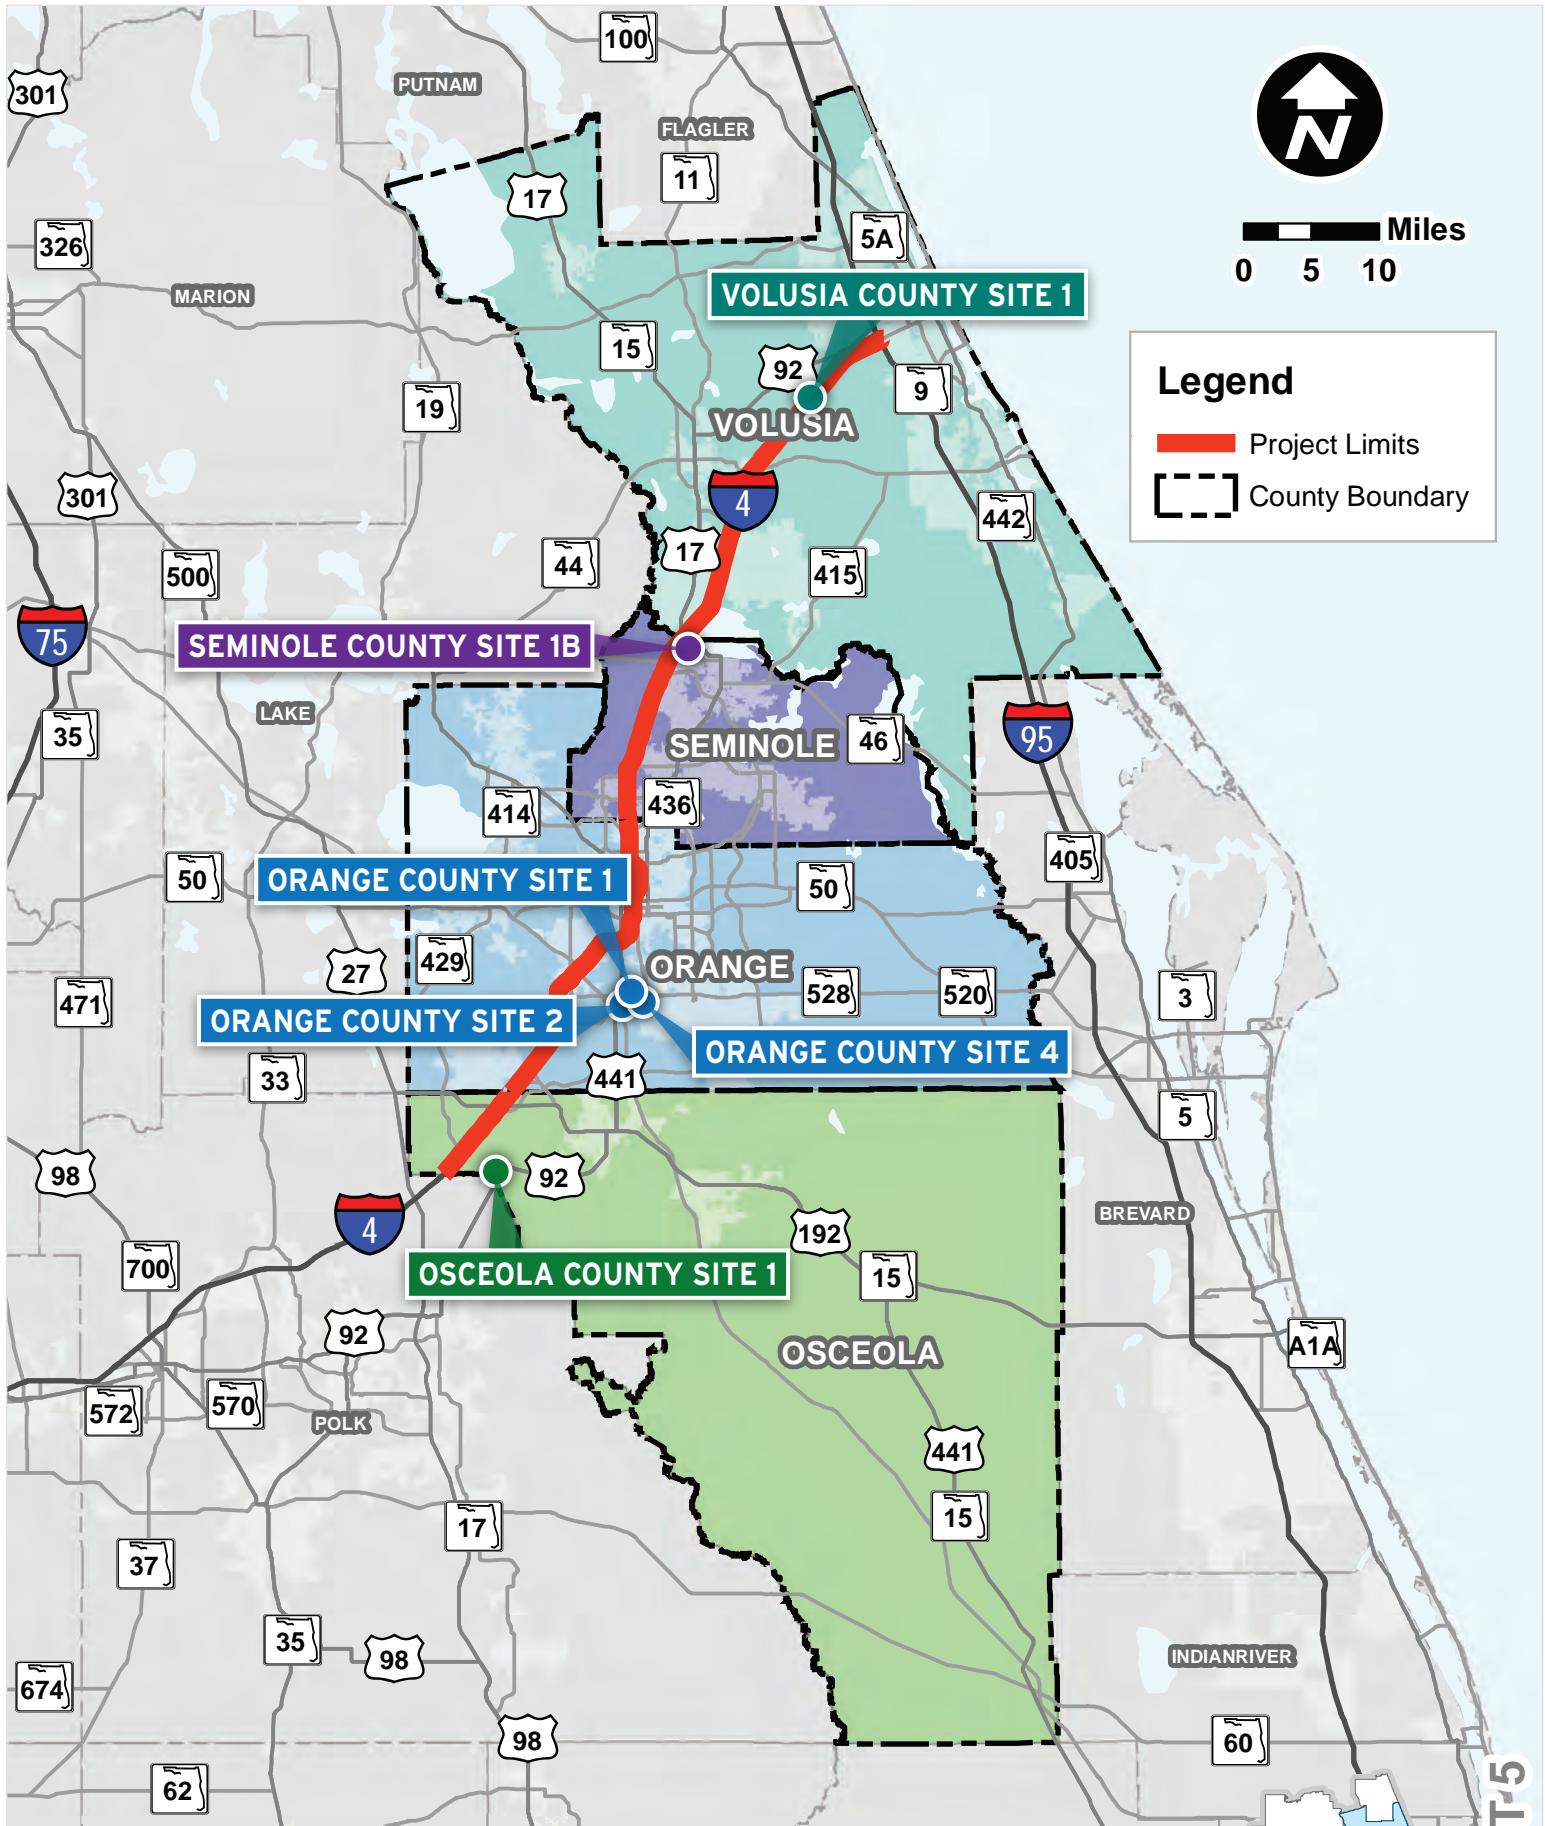 100
301
PUTNAM
FLAGLER
11
17
N
5A
326
Miles
0 5 10
MARION
VOLUSIA COUNTY SITE 1
15
92
9
19
Legend
Project Limits
County Boundary
VOLUSIA
301
4
442
17
44
415
500
75
SEMINOLE COUNTY SITE 1B
LAKE
35
SEMINOLE
46
95
414
436
405
50
ORANGE COUNTY SITE 1
50
429
27
ORANGE
528
520
3
471
ORANGE COUNTY SITE 2
ORANGE COUNTY SITE 4
33
441
5
98
92
4
BREVARD
192
700
OSCEOLA COUNTY SITE 1
15
92
A1A
OSCEOLA
572
570
POLK
441
17
15
37
35
98
INDIANRIVER
674
98
60
62
T 5